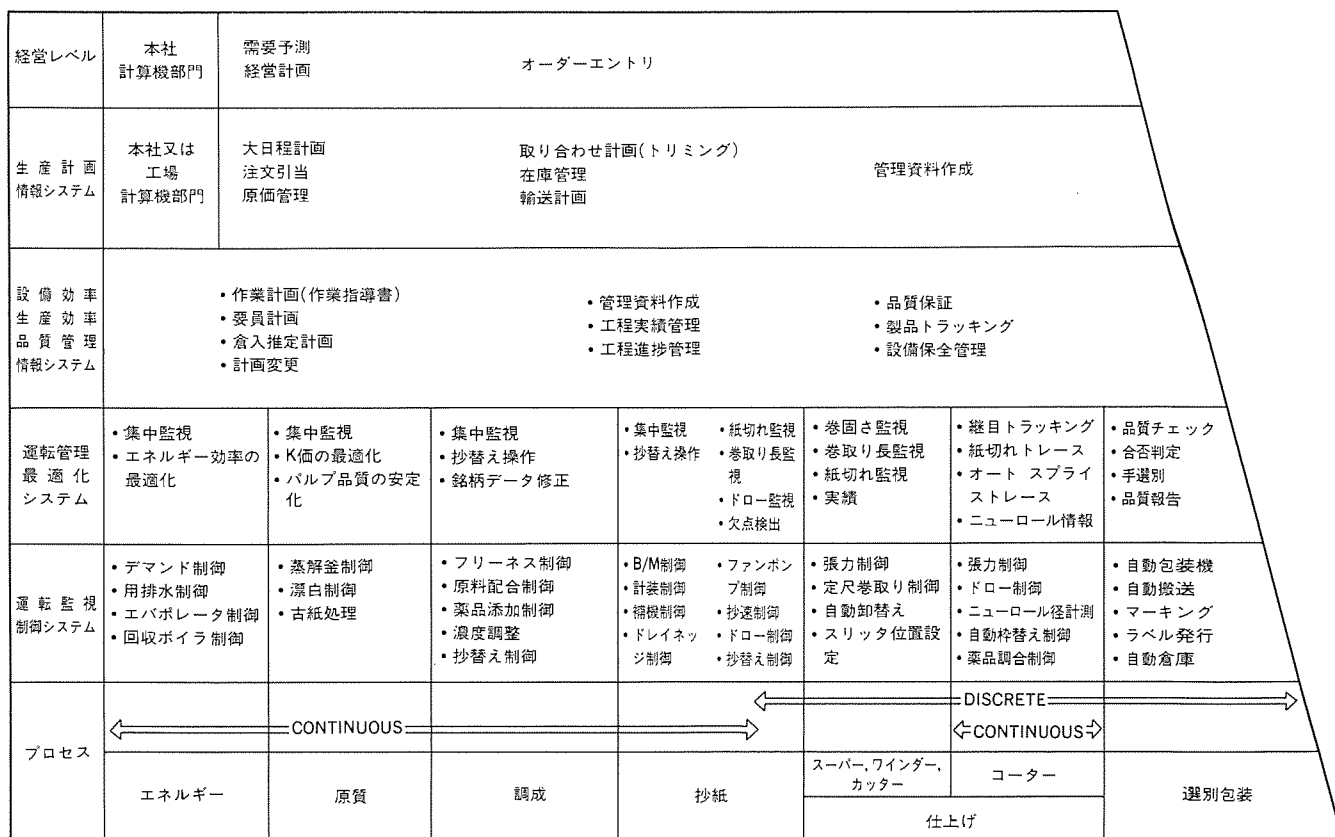 経営レベル
本社
計算機部門
需要予測
経営計画
オーダーエントリ
生産計画
情報システム
本社又は
工場
計算機部門
大日程計画
注文引当
原価管理
取り合わせ計画(トリミング)
在庫管理
輸送計画
管理資料作成
設備効率
生産効率
品質管理
情報システム
・作業計画(作業指導書)
・要員計画
・倉入推定計画
・計画変更
・管理資料作成
・工程実績管理
・工程進捗管理
・品質保証
・製品トラッキング
・設備保全管理
運転管理
最適化
システム
・集中監視
・エネルギー効率の
最適化
・集中監視
・K価の最適化
・パルプ品質の安定
化
・集中監視
・抄替え操作
・銘柄データ修正
・集中監視
・抄替え操作
・紙切れ監視
・巻取り長監
視
・ドロー監視
・欠点検出
・巻固さ監視
・巻取り長監視
・紙切れ監視
・実績
・継目トラッキング
・紙切れトレース
・オート スプライ
ストレース
・ニューロール情報
・品質チェック
・合否判定
・手選別
・品質報告
運転監視
制御システム
・デマンド制御
・用排水制御
・エバポレータ制御
・回収ボイラ制御
・蒸解釜制御
・漂白制御
・古紙処理
・フリーネス制御
・原料配合制御
・薬品添加制御
・濃度調整
・抄替え制御
・B/M制御
・計装制御
・補機制御
・ドレイネッ
ジ制御
・ファンポン
プ制御
・抄速制御
・ドロー制御
・抄替え制御
・張力制御
・定尺巻取り制御
・自動卸替え
・スリッタ位置設
定
・張力制御
・ドロー制御
・ニューロール径計測
・自動枠替え制御
・薬品調合制御
・自動包装機
・自動搬送
・マーキング
・ラベル発行
・自動倉庫
プロセス
DISCRETE
CONTINUOUS
CONTINUOUS
エネルギー
原質
調成
抄紙
スーパー,ワインダー,
カッター
コーター
仕上げ
選別包装